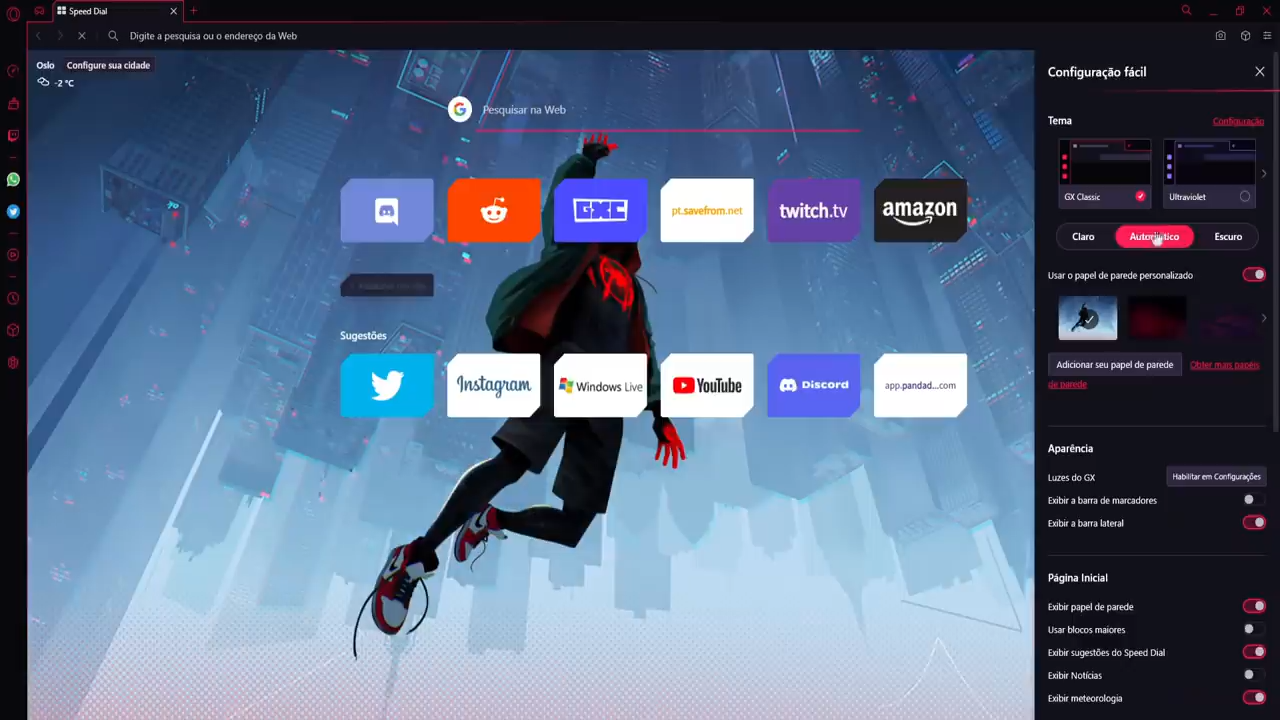 Speed Dial
Digite a pesquisa ou o endereço da Web
Oslo Configure sua cidade
-2 °C
Pesquisar na Web
GXC
pt.savefrom.net
twitch.tv
amazon
Sugestões
Instagram
Windows Live
YouTube
Discord
app.pandad...com
Configuração fácil
Tema Configuração
GX Classic
Ultraviolet
Claro
Automático
Escuro
Usar o papel de parede personalizado
Adicionar seu papel de parede
Obter mais papéis
de parede
Aparência
Luzes do GX Habilitar em Configurações
Exibir a barra de marcadores
Exibir a barra lateral
Página Inicial
Exibir papel de parede
Usar blocos maiores
Exibir sugestões do Speed Dial
Exibir Notícias
Exibir meteorologia